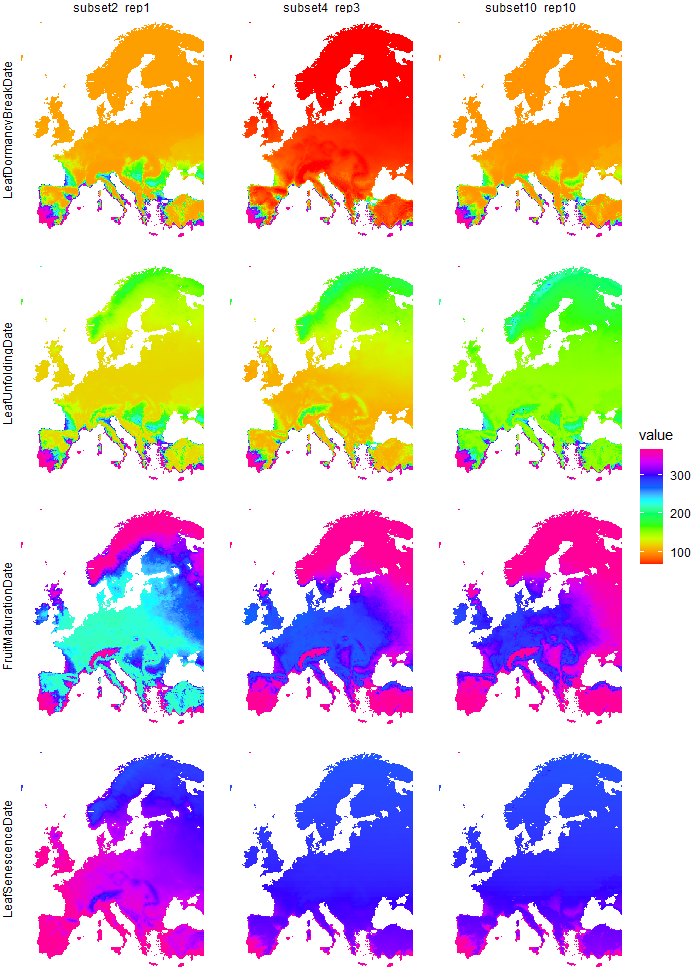 subset2_rep1
subset4_rep3
subset10_rep10
LeafDormancyBreakDate
LeafUnfoldingDate
FruitMaturationDate
LeafSenescenceDate
value
300
200
100